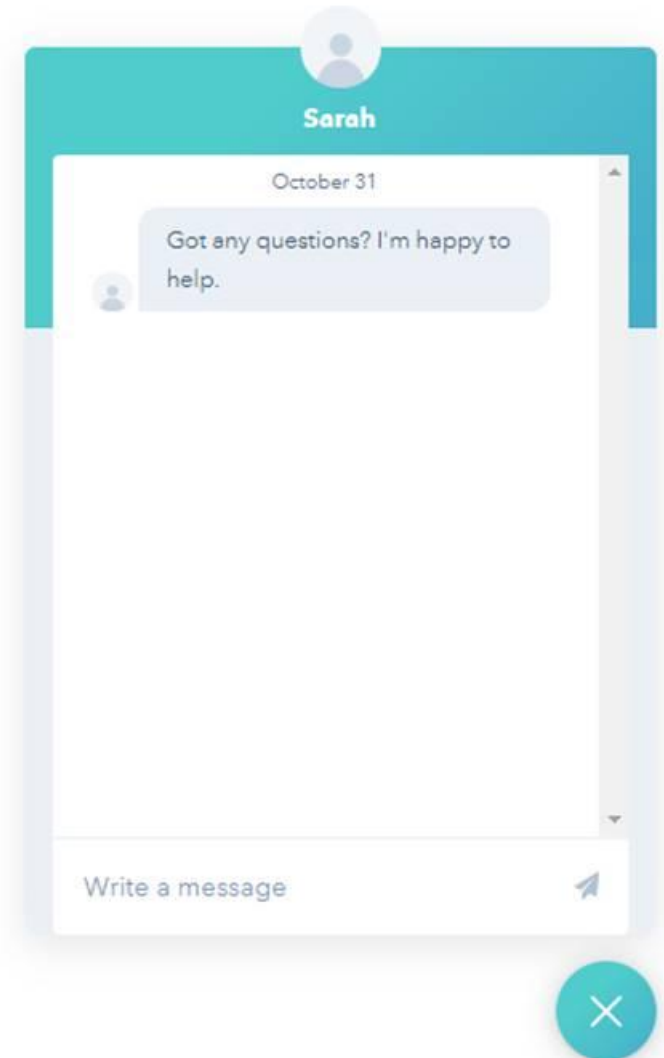 Sarah
October 31
Got any questions? I'm happy to
help.
Write a message